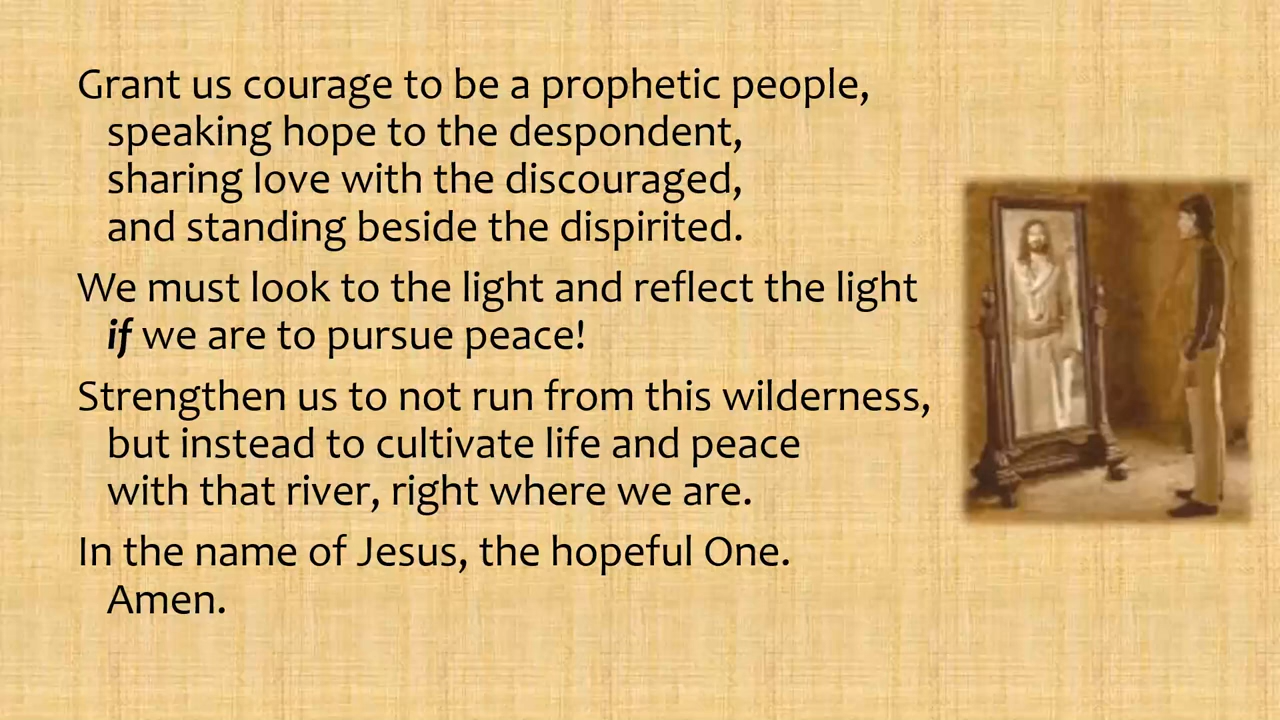 Grant us courage to be a prophetic people,
speaking hope to the despondent,
sharing love with the discouraged,
and standing beside the dispirited.
We must look to the light and reflect the light
if we are to pursue peace!
Strengthen us to not run from this wilderness,
but instead to cultivate life and peace
with that river, right where we are.
In the name of Jesus, the hopeful One.
Amen.